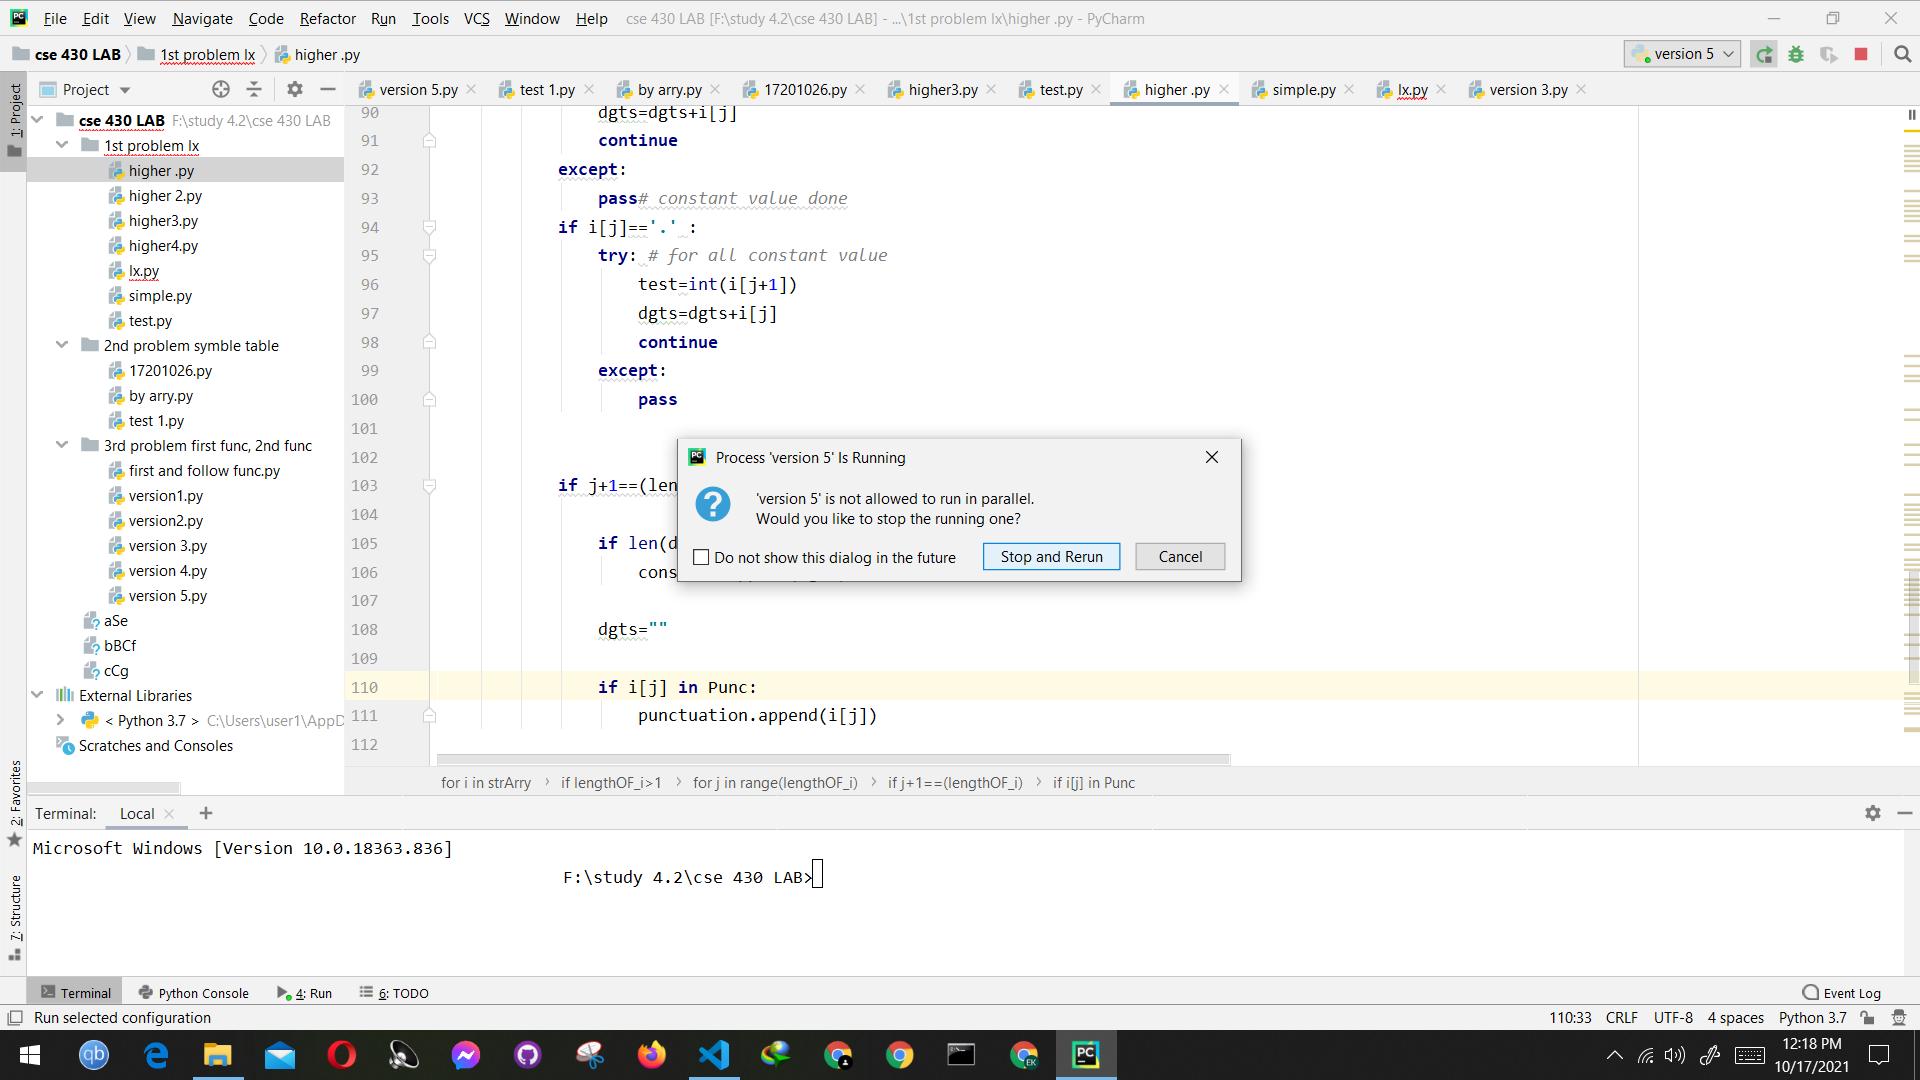 File Edit View Navigate Code Refactor Run Tools VCS Window Help cse 430 LAB [F:\study 4.2\cse 430 LAB] - ...\1st problem lx\higher .py - PyCharm
cse 430 LAB 1st problem lx higher .py version 5
1: Project
Project version 5.py test 1.py by arry.py 17201026.py higher3.py test.py higher .py simple.py lx.py version 3.py
cse 430 LAB F:\study 4.2\cse 430 LAB
1st problem lx
higher .py
higher 2.py
higher3.py
higher4.py
lx.py
simple.py
test.py
2nd problem symble table
17201026.py
by arry.py
test 1.py
3rd problem first func, 2nd func
first and follow func.py
version1.py
version2.py
version 3.py
version 4.py
version 5.py
aSe
bBCf
cCg
External Libraries
< Python 3.7 > C:\Users\user1\AppD
Scratches and Consoles
90 dgts=dgts+i[j]
91 continue
92 except:
93 pass# constant value done
94 if i[j]=='.' :
95 try: # for all constant value
96 test=int(i[j+1])
97 dgts=dgts+i[j]
98 continue
99 except:
100 pass
101
102
103 if j+1==(len
104
105 if len(d
106 cons
107
108 dgts=""
109
110 if i[j] in Punc:
111 punctuation.append(i[j])
112
Process 'version 5' Is Running
'version 5' is not allowed to run in parallel.
Would you like to stop the running one?
Do not show this dialog in the future Stop and Rerun Cancel
for i in strArry if lengthOF_i>1 for j in range(lengthOF_i) if j+1==(lengthOF_i) if i[j] in Punc
2: Favorites
7: Structure
Terminal: Local
Microsoft Windows [Version 10.0.18363.836]
F:\study 4.2\cse 430 LAB>
Terminal Python Console 4: Run 6: TODO Event Log
Run selected configuration 110:33 CRLF UTF-8 4 spaces Python 3.7
12:18 PM
10/17/2021